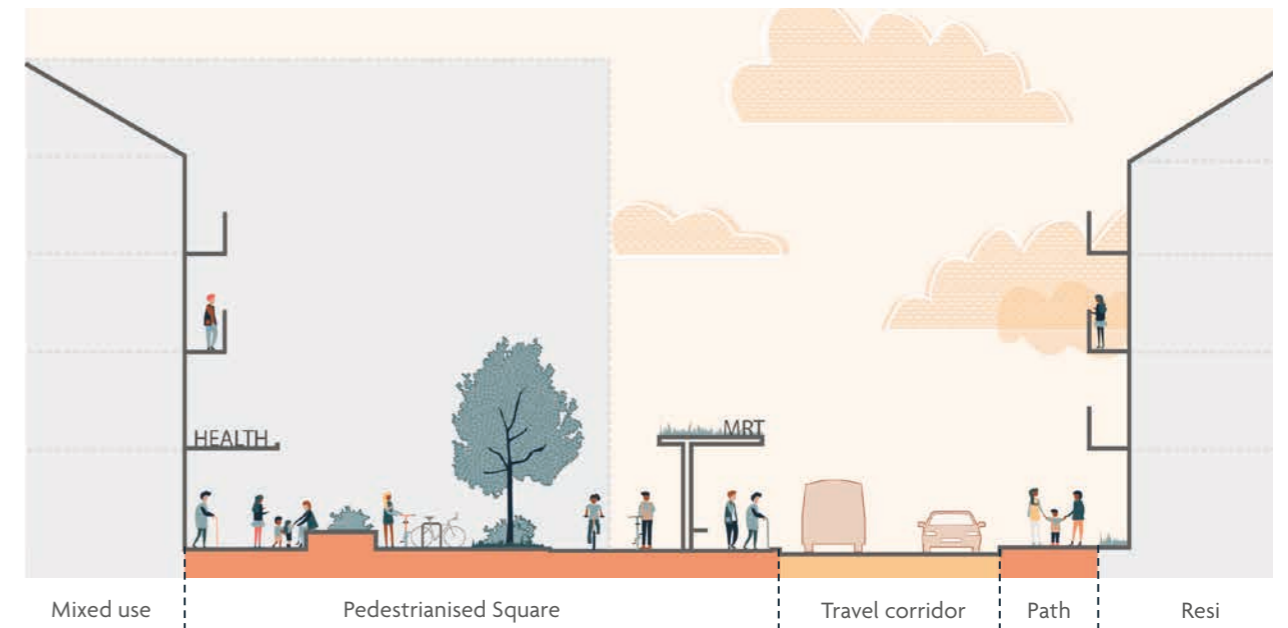 HEALTH
MRT
Mixed use
Pedestrianised Square
Travel corridor
Path
Resi